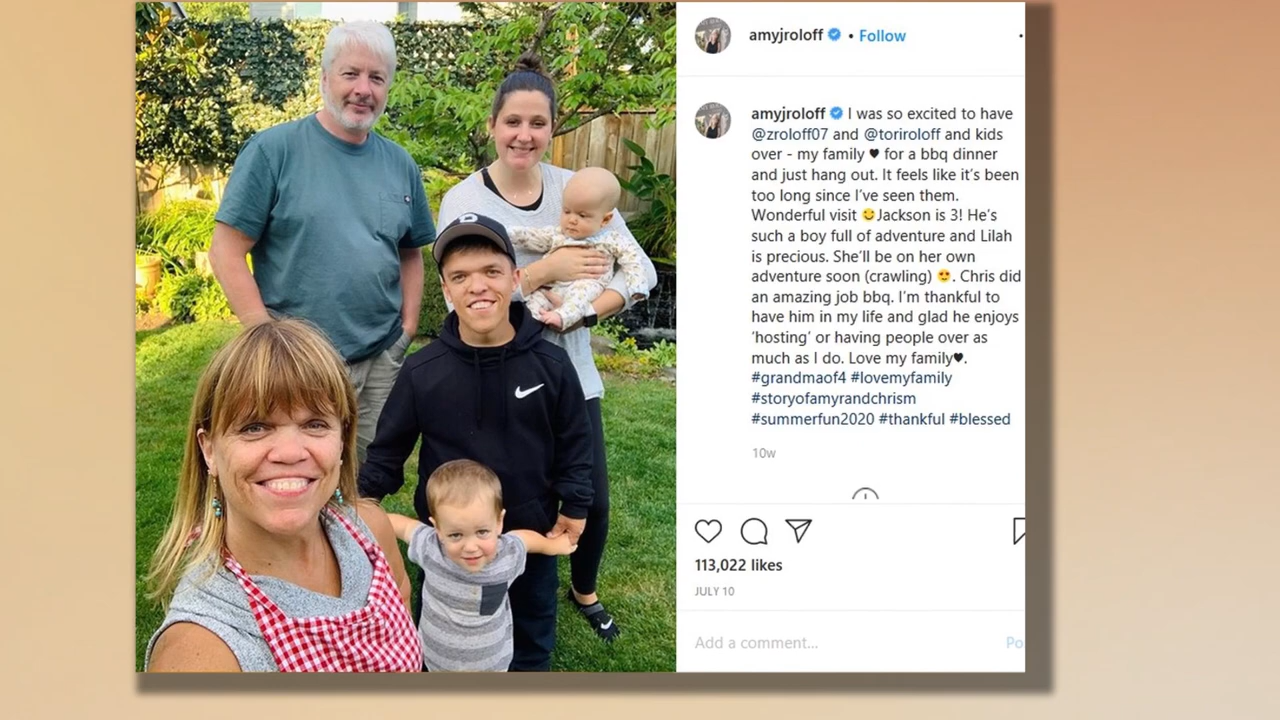 amyjroloff • Follow
amyjroloff I was so excited to have
@zroloff07 and @toriroloff and kids
over - my family ♥ for a bbq dinner
and just hang out. It feels like it's been
too long since I've seen them.
Wonderful visit 😊 Jackson is 3! He's
such a boy full of adventure and Lilah
is precious. She'll be on her own
adventure soon (crawling) 😍. Chris did
an amazing job bbq. I'm thankful to
have him in my life and glad he enjoys
'hosting' or having people over as
much as I do. Love my family♥.
#grandmaof4 #lovemyfamily
#storyofamyrandchrism
#summerfun2020 #thankful #blessed
10w
113,022 likes
JULY 10
Add a comment... Po